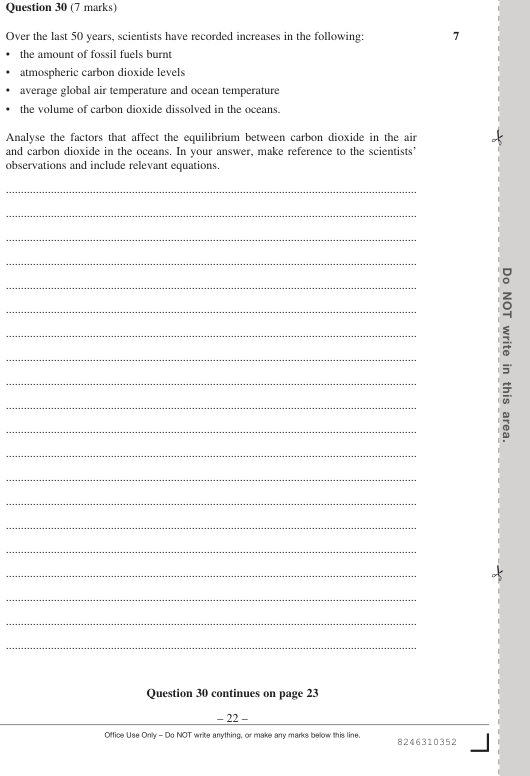 Question 30 (7 marks)
Over the last 50 years, scientists have recorded increases in the following: 7
• the amount of fossil fuels burnt
• atmospheric carbon dioxide levels
• average global air temperature and ocean temperature
• the volume of carbon dioxide dissolved in the oceans.
Analyse the factors that affect the equilibrium between carbon dioxide in the air
and carbon dioxide in the oceans. In your answer, make reference to the scientists’
observations and include relevant equations.
Do NOT write in this area.
Question 30 continues on page 23
– 22 –
Office Use Only – Do NOT write anything, or make any marks below this line.
8246310352